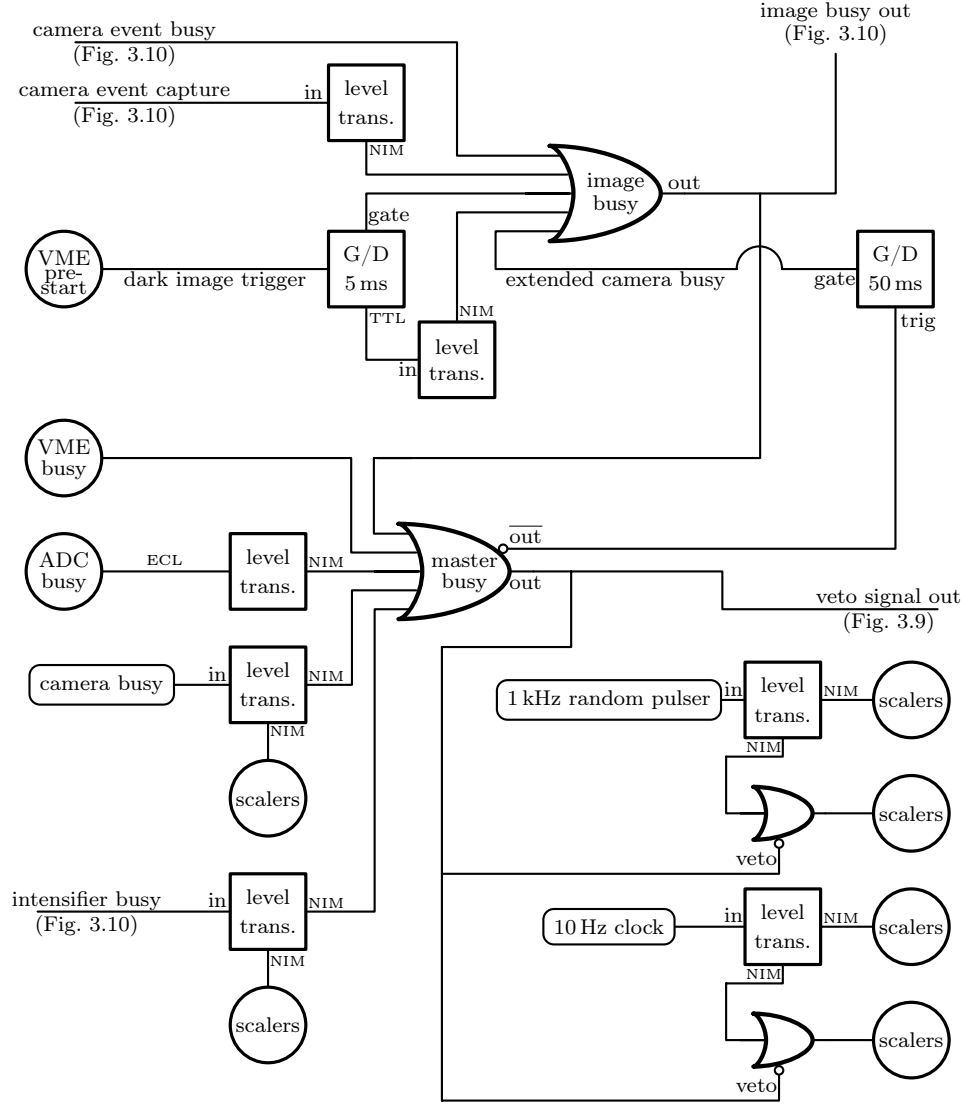 camera event busy
(Fig. 3.10)
image busy out
(Fig. 3.10)
camera event capture
(Fig. 3.10)
in
level
trans.
NIM
image
busy
out
gate
VME
pre-
start
dark image trigger
G/D
5 ms
TTL
NIM
extended camera busy
gate
G/D
50 ms
trig
in
level
trans.
VME
busy
ADC
busy
ECL
level
trans.
NIM
master
busy
out
out
veto signal out
(Fig. 3.9)
camera busy
in
level
trans.
NIM
NIM
scalers
1 kHz random pulser
in
level
trans.
NIM
scalers
NIM
scalers
veto
intensifier busy
(Fig. 3.10)
in
level
trans.
NIM
NIM
scalers
10 Hz clock
in
level
trans.
NIM
scalers
NIM
scalers
veto